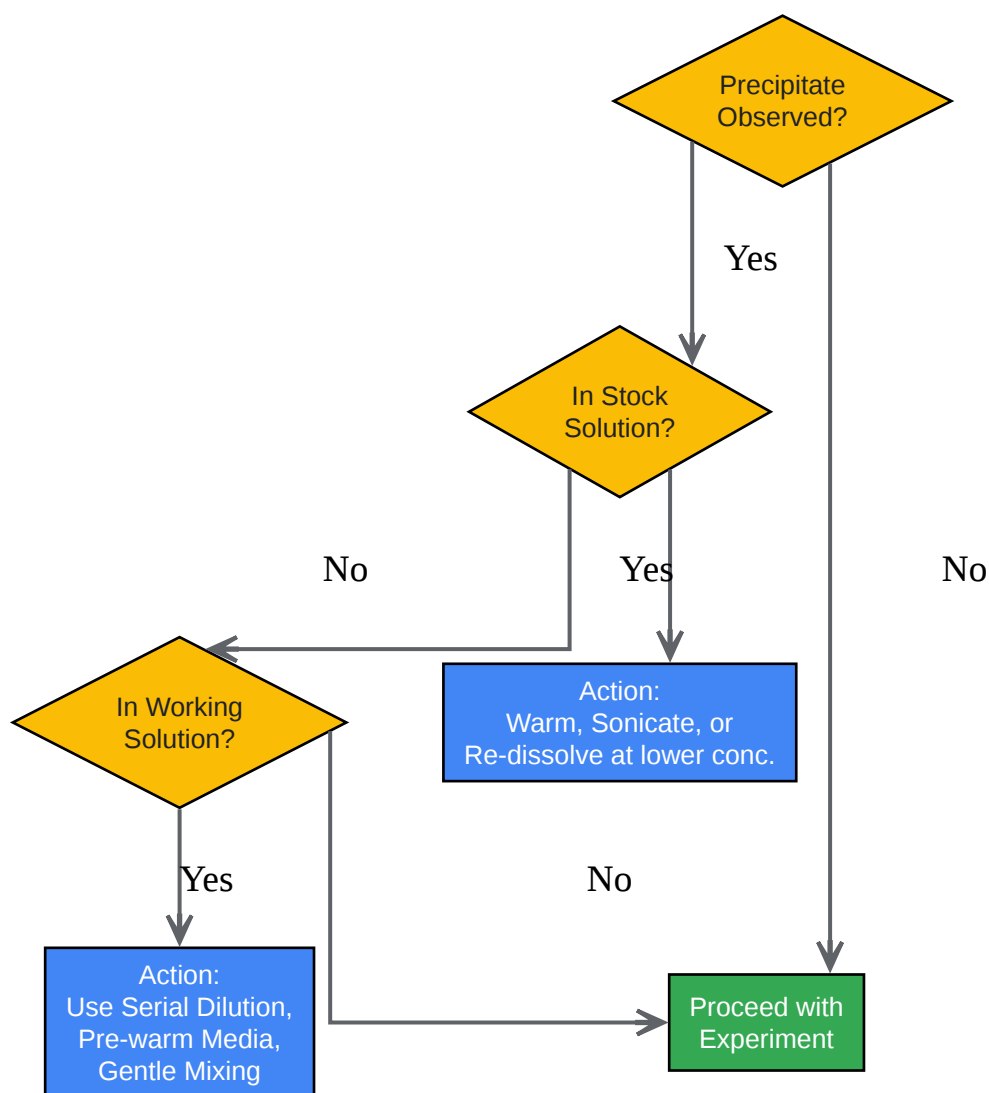 Precipitate
Observed?
Yes
In Stock
Solution?
No
Yes
No
In Working
Solution?
Action:
Warm, Sonicate, or
Re-dissolve at lower conc.
Yes
No
Action:
Use Serial Dilution,
Pre-warm Media,
Gentle Mixing
Proceed with
Experiment